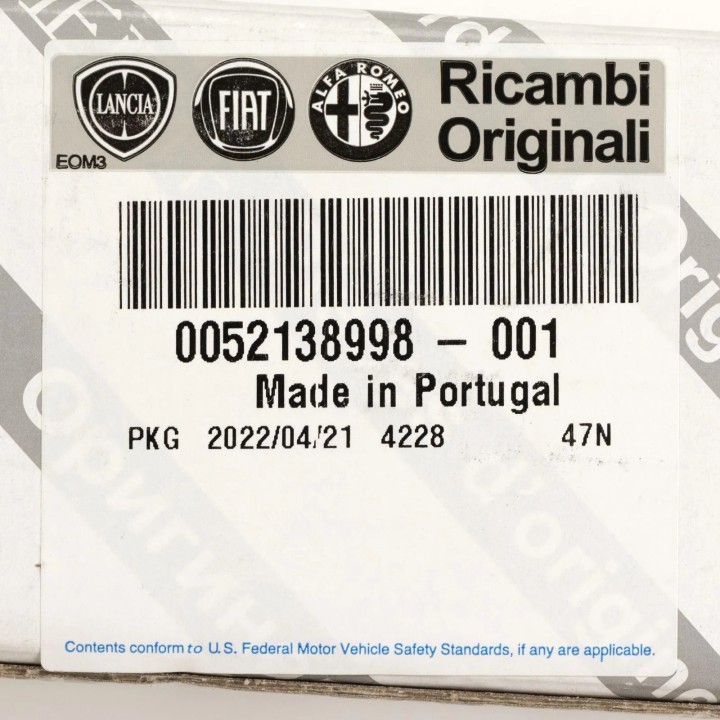 LANCIA FIAT ALFA ROMEO
Ricambi
Originali
EOM3
0052138998 – 001
Made in Portugal
PKG 2022/04/21 4228 47N
Contents conform to U.S. Federal Motor Vehicle Safety Standards, if any are applicable.